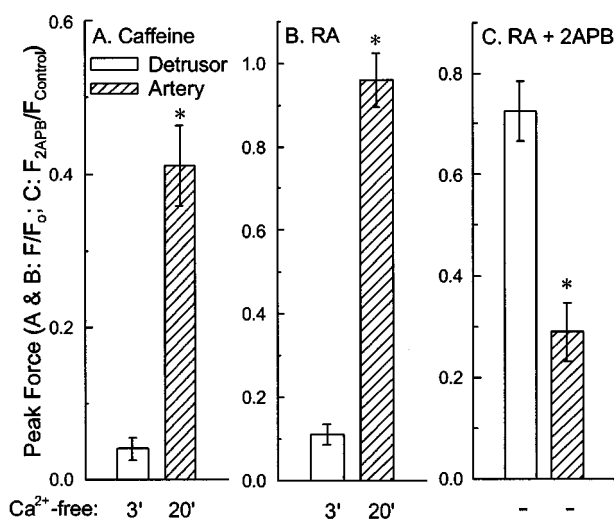 Peak Force (A & B: F/Fo; C: F2APB/FControl)
0.6
0.4
0.2
0.0
A. Caffeine
Detrusor
Artery
*
1.0
0.8
0.6
0.4
0.2
0.0
B. RA
*
0.8
0.6
0.4
0.2
0.0
C. RA + 2APB
*
Ca2+-free: 3' 20' 3' 20' - -